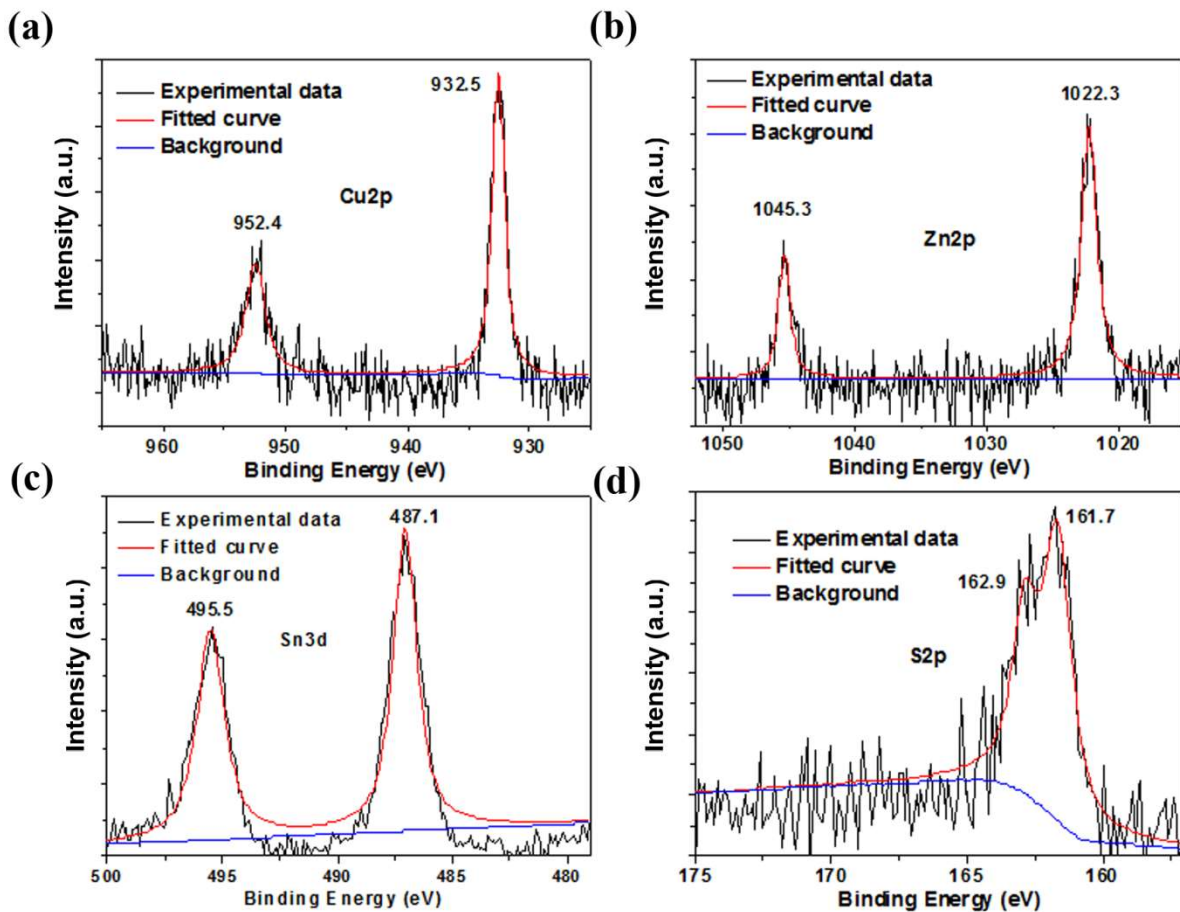 (a)
Experimental data
Fitted curve
Background
932.5
952.4
Cu2p
Intensity (a.u.)
960 950 940 930
Binding Energy (eV)
(b)
Experimental data
Fitted curve
Background
1022.3
1045.3
Zn2p
Intensity (a.u.)
1050 1040 1030 1020
Binding Energy (eV)
(c)
Experimental data
Fitted curve
Background
487.1
495.5
Sn3d
Intensity (a.u.)
500 495 490 485 480
Binding Energy (eV)
(d)
Experimental data
Fitted curve
Background
161.7
162.9
S2p
Intensity (a.u.)
175 170 165 160
Binding Energy (eV)